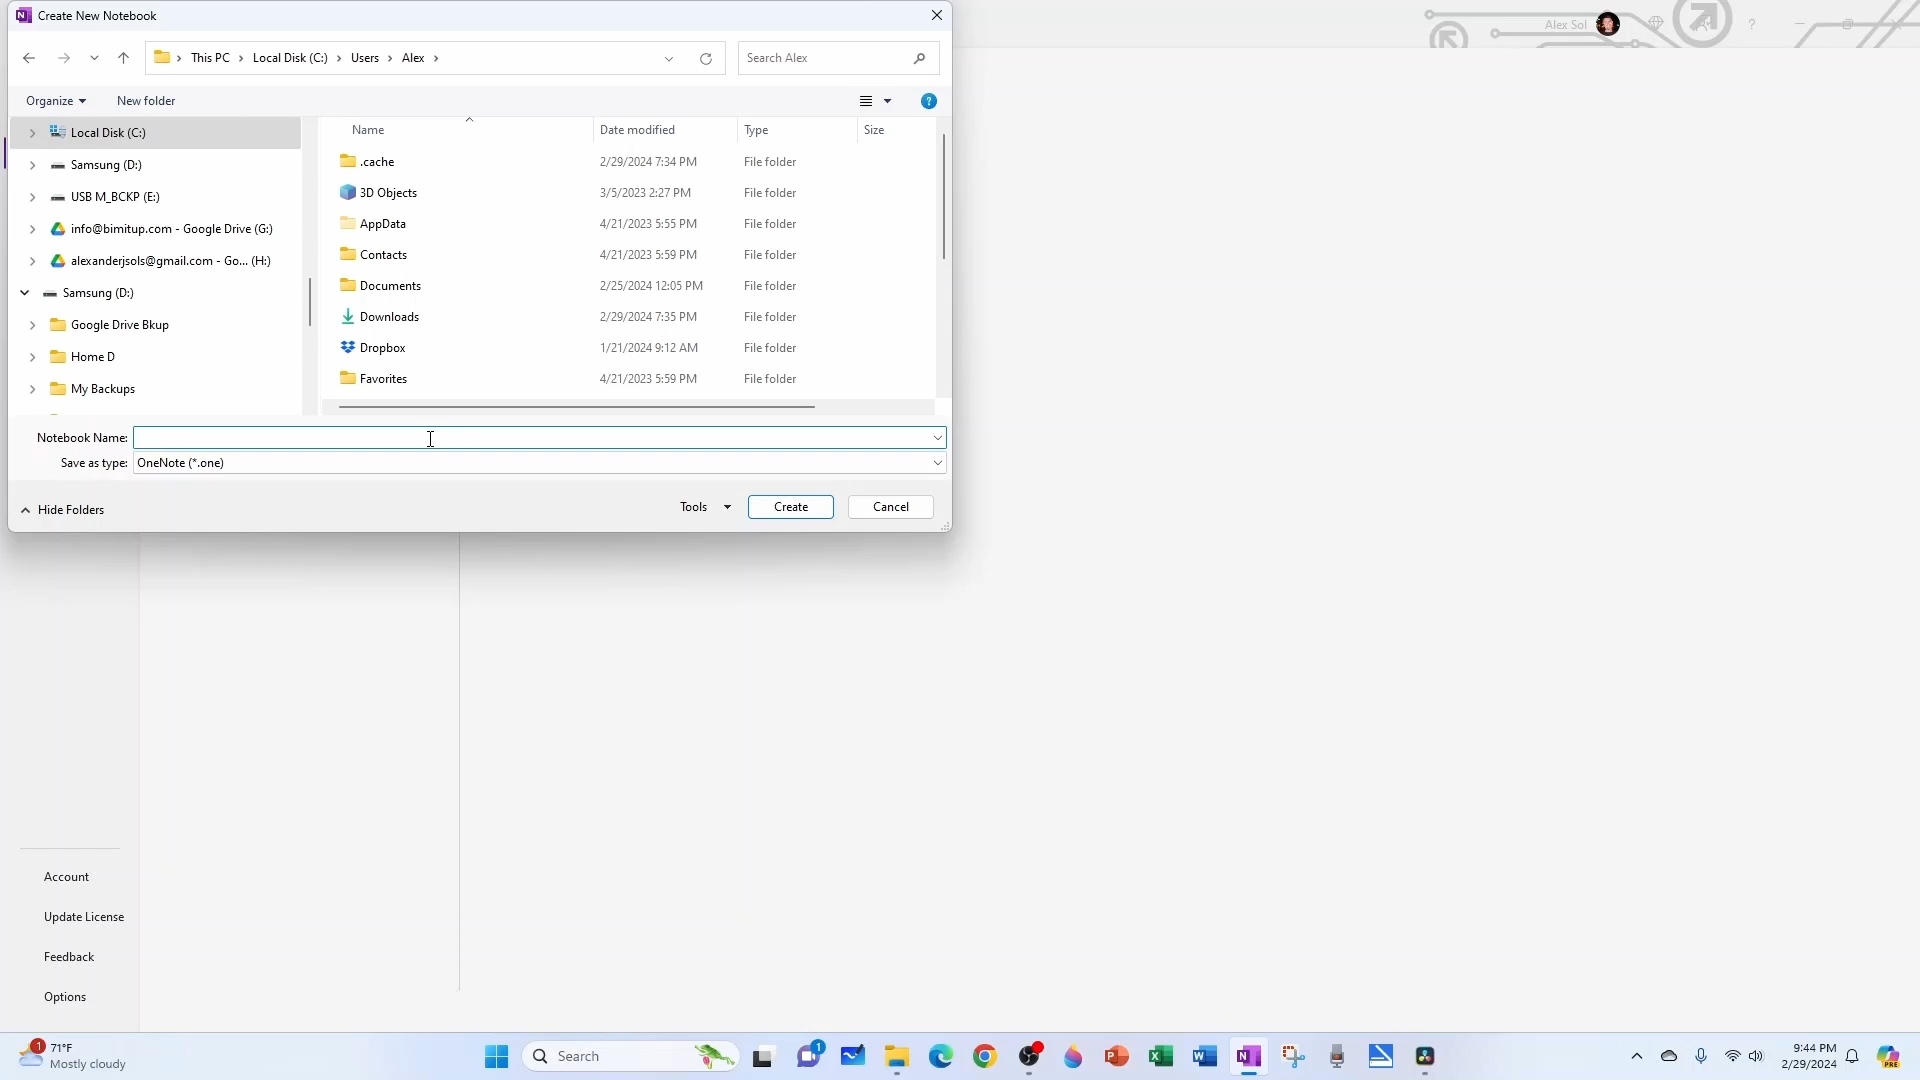 Create New Notebook
Alex Sol
This PC > Local Disk (C:) > Users > Alex >
Search Alex
Organize
New folder
Name
Date modified
Type
Size
Local Disk (C:)
Samsung (D:)
USB M_BCKP (E:)
info@bimitup.com - Google Drive (G:)
alexanderjsols@gmail.com - Go... (H:)
Samsung (D:)
Google Drive Bkup
Home D
My Backups
.cache 2/29/2024 7:34 PM File folder
3D Objects 3/5/2023 2:27 PM File folder
AppData 4/21/2023 5:55 PM File folder
Contacts 4/21/2023 5:59 PM File folder
Documents 2/25/2024 12:05 PM File folder
Downloads 2/29/2024 7:35 PM File folder
Dropbox 1/21/2024 9:12 AM File folder
Favorites 4/21/2023 5:59 PM File folder
Notebook Name:
Save as type: OneNote (*.one)
Hide Folders
Tools
Create
Cancel
Account
Update License
Feedback
Options
1
71°F
Mostly cloudy
Search
1
9:44 PM
2/29/2024
PRE